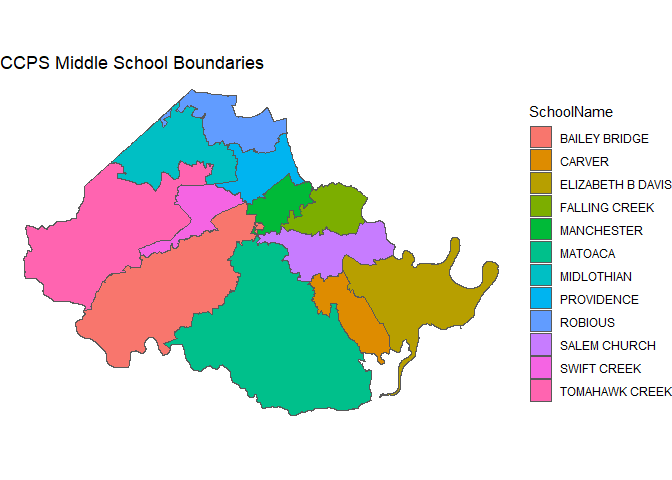 CCPS Middle School Boundaries
SchoolName
BAILEY BRIDGE
CARVER
ELIZABETH B DAVIS
FALLING CREEK
MANCHESTER
MATOACA
MIDLOTHIAN
PROVIDENCE
ROBIOUS
SALEM CHURCH
SWIFT CREEK
TOMAHAWK CREEK